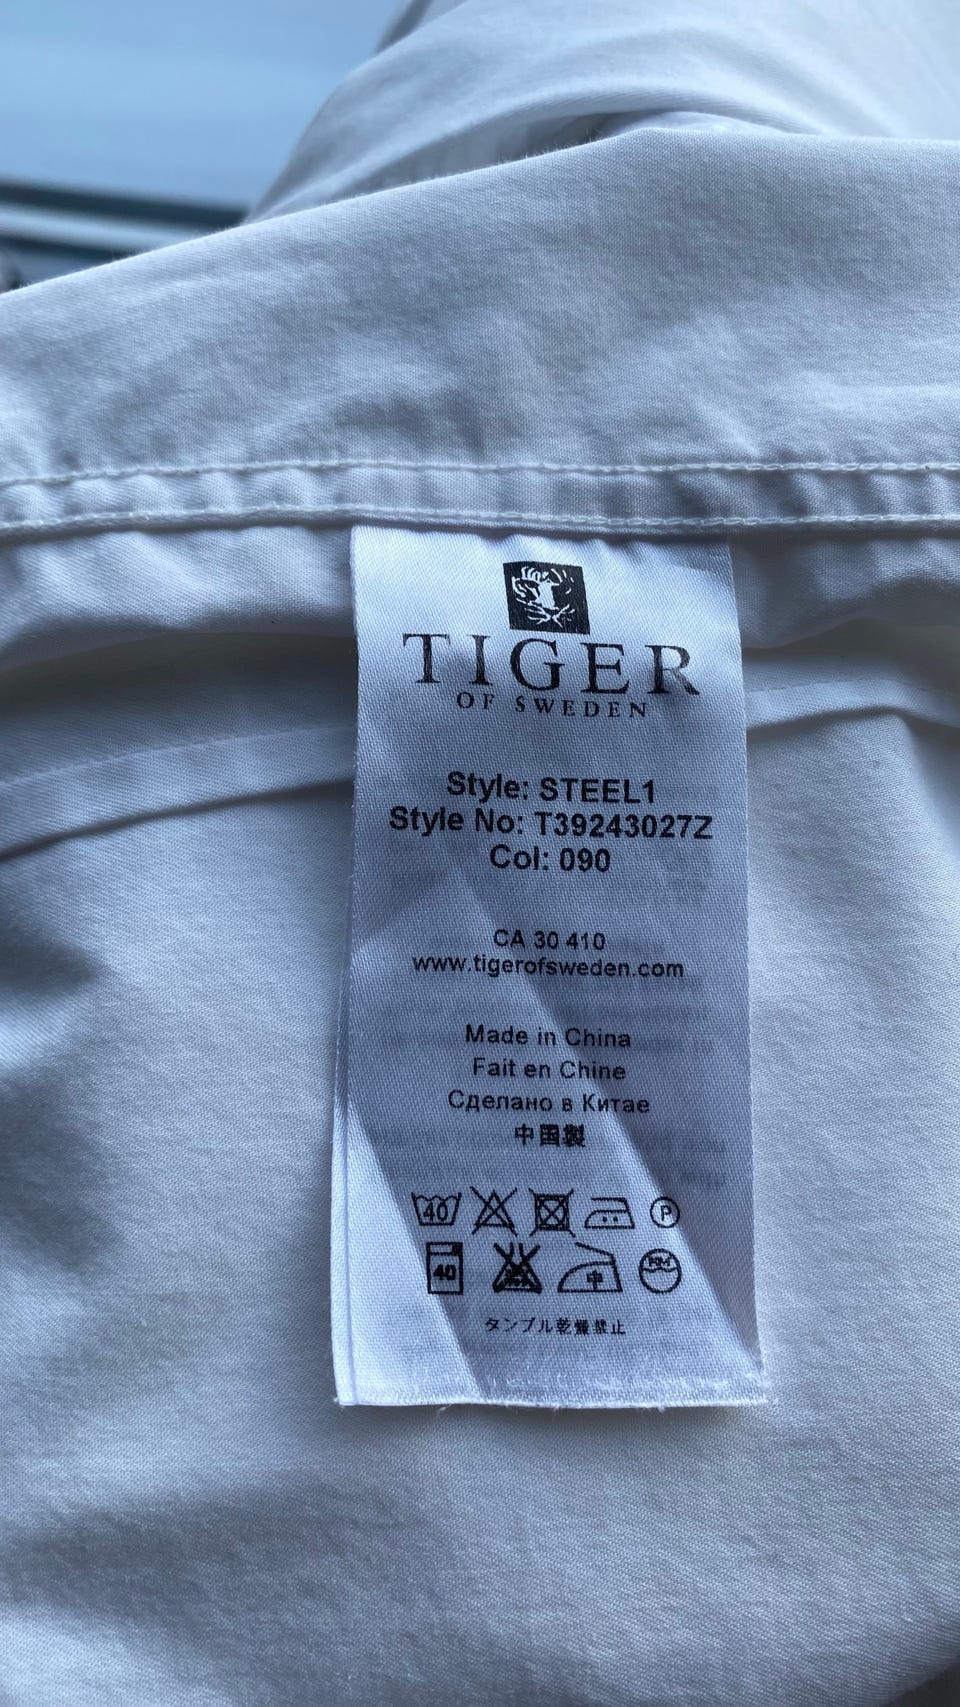 TIGER
OF SWEDEN
Style: STEEL1
Style No: T39243027Z
Col: 090
CA 30 410
www.tigerofsweden.com
Made in China
Fait en Chine
Сделано в Китае
中国製
40 P
40 中
タンブル乾燥禁止